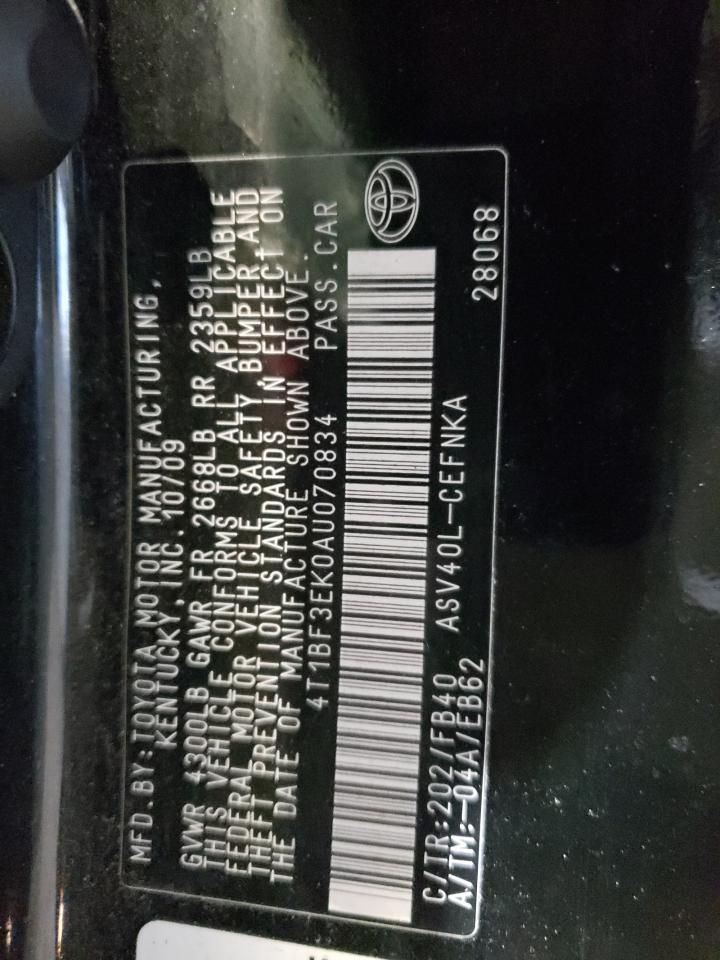 MFD.BY:TOYOTA MOTOR MANUFACTURING,
KENTUCKY, INC. 10/09
GVWR 4300LB GAWR FR 2668LB RR 2359LB
THIS VEHICLE CONFORMS TO ALL APPLICABLE
FEDERAL MOTOR VEHICLE SAFETY, BUMPER, AND
THEFT PREVENTION STANDARDS IN EFFECT ON
THE DATE OF MANUFACTURE SHOWN ABOVE.
4T1BF3EK0AU070834 PASS.CAR
C/TR:202/FB40 ASV40L-CEFNKA
A/TM:-04A/EB62 28068